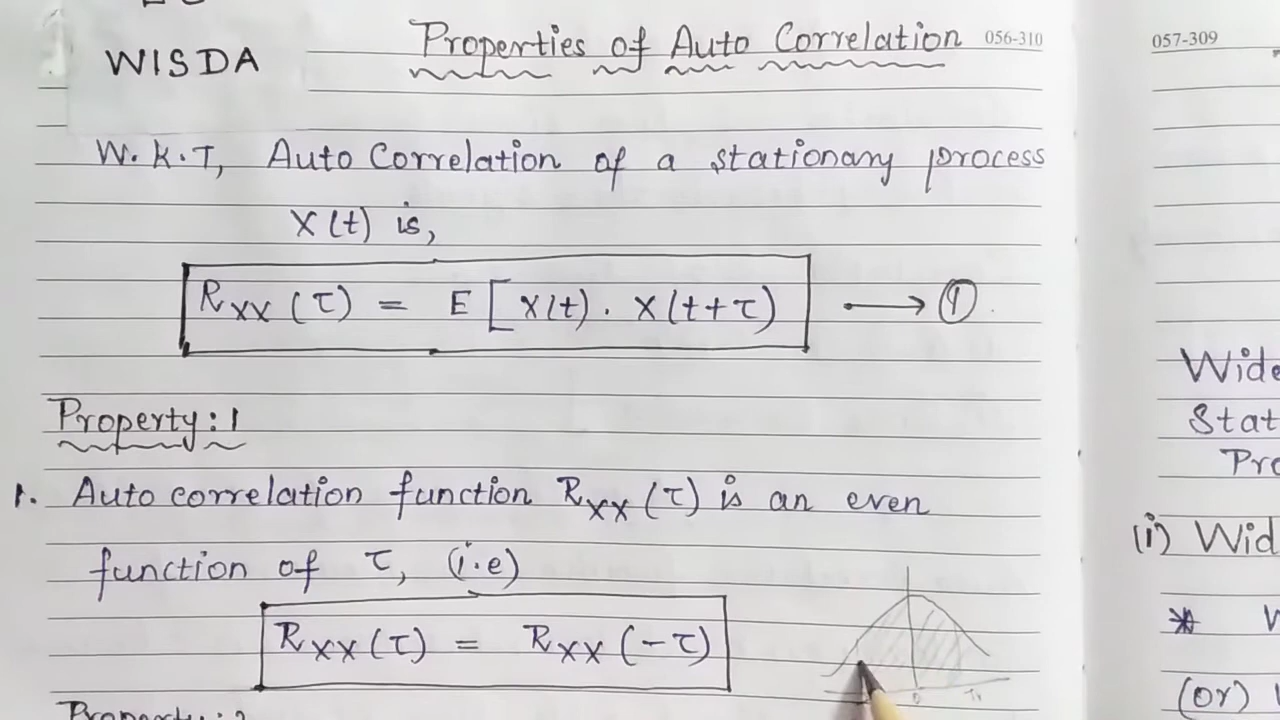 WISDA
Properties of Auto Correlation 056-310
W.K.T, Auto Correlation of a stationary process
X(t) is,
Rxx(τ) = E[X(t). X(t+τ) → ①
Property:1
1. Auto correlation function Rxx(τ) is an even
function of τ, (i.e)
Rxx(τ) = Rxx(-τ)
0
057-309
Wide
Stat
Pro
(i) Wid
(or)